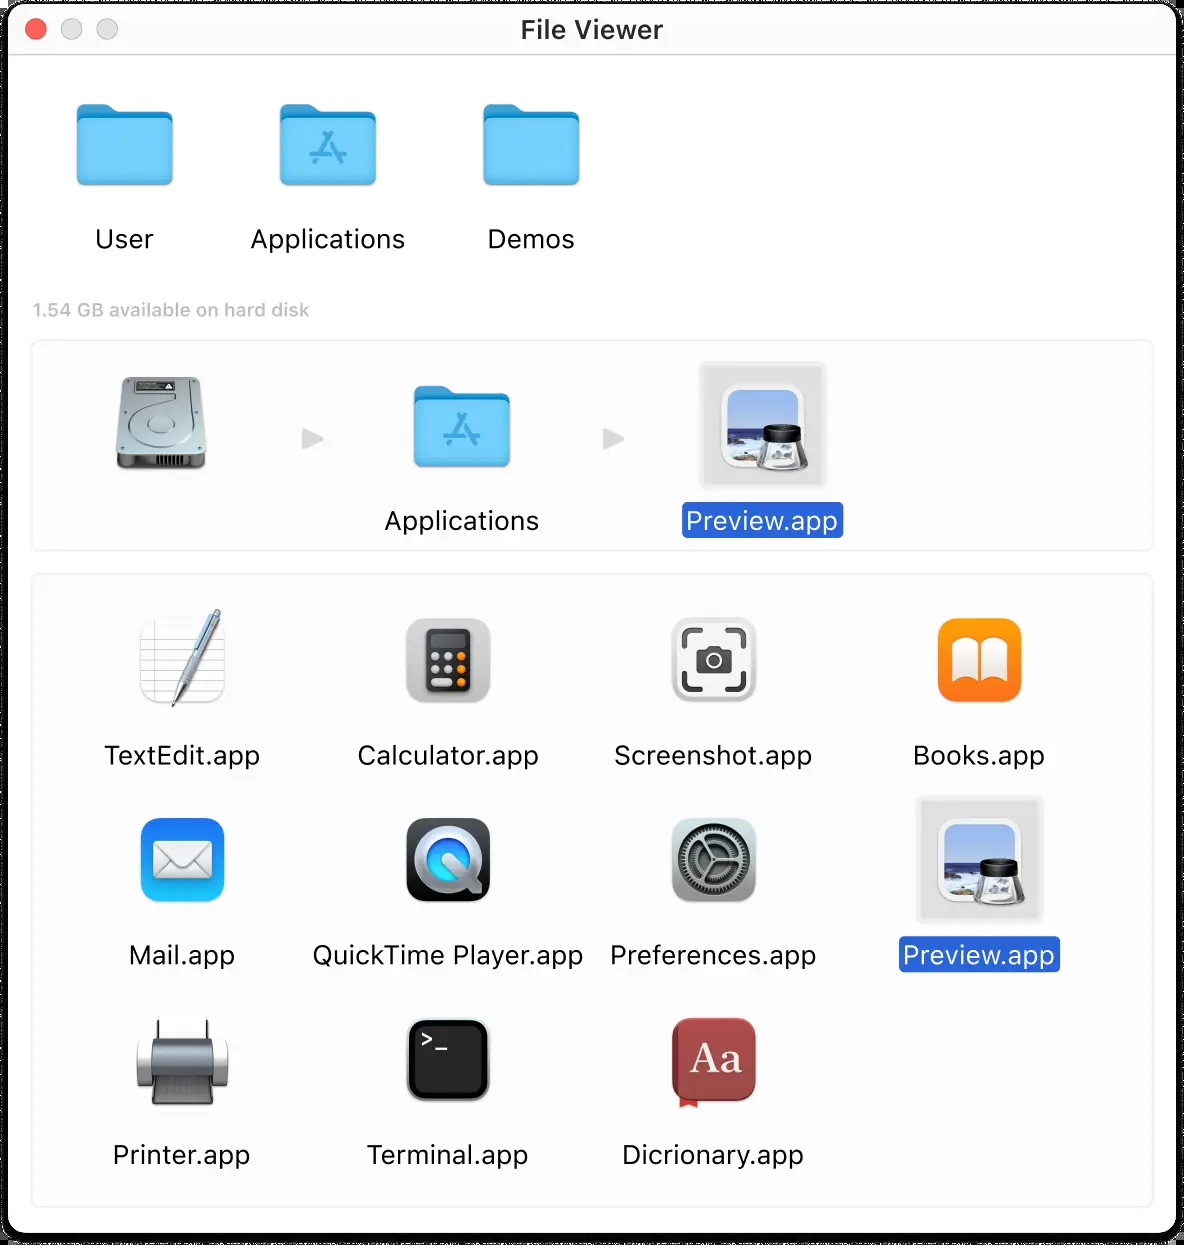 File Viewer
User
Applications
Demos
1.54 GB available on hard disk
Applications
Preview.app
TextEdit.app
Calculator.app
Screenshot.app
Books.app
Mail.app
QuickTime Player.app
Preferences.app
Preview.app
>_
Aa
Printer.app
Terminal.app
Dicrionary.app